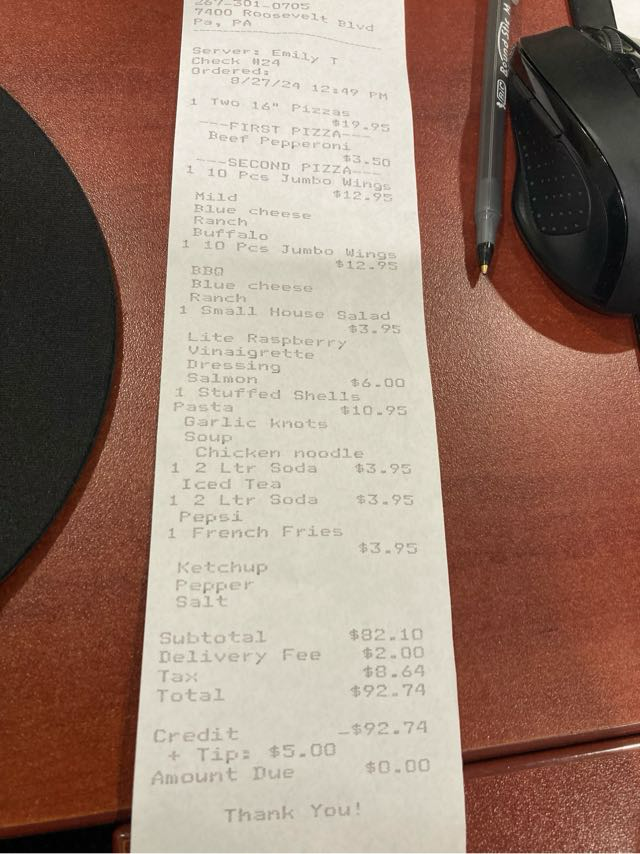 267-301-0705
7400 Roosevelt Blvd
Pa, PA
Server: Emily T
Check #24
Ordered:
8/27/24 12:49 PM
1 Two 16" Pizzas
$19.95
---FIRST PIZZA---
Beef Pepperoni
$3.50
---SECOND PIZZA---
1 10 Pcs Jumbo Wings
$12.95
Mild
Blue cheese
Ranch
Buffalo
1 10 Pcs Jumbo Wings
$12.95
BBQ
Blue cheese
Ranch
1 Small House Salad
$3.95
Lite Raspberry
Vinaigrette
Dressing
Salmon $6.00
1 Stuffed Shells
Pasta $10.95
Garlic knots
Soup
Chicken noodle
1 2 Ltr Soda $3.95
Iced Tea
1 2 Ltr Soda $3.95
Pepsi
1 French Fries
$3.95
Ketchup
Pepper
Salt
Subtotal $82.10
Delivery Fee $2.00
Tax $8.64
Total $92.74
Credit -$92.74
+ Tip: $5.00
Amount Due $0.00
Thank You!
BIC Round Stic M